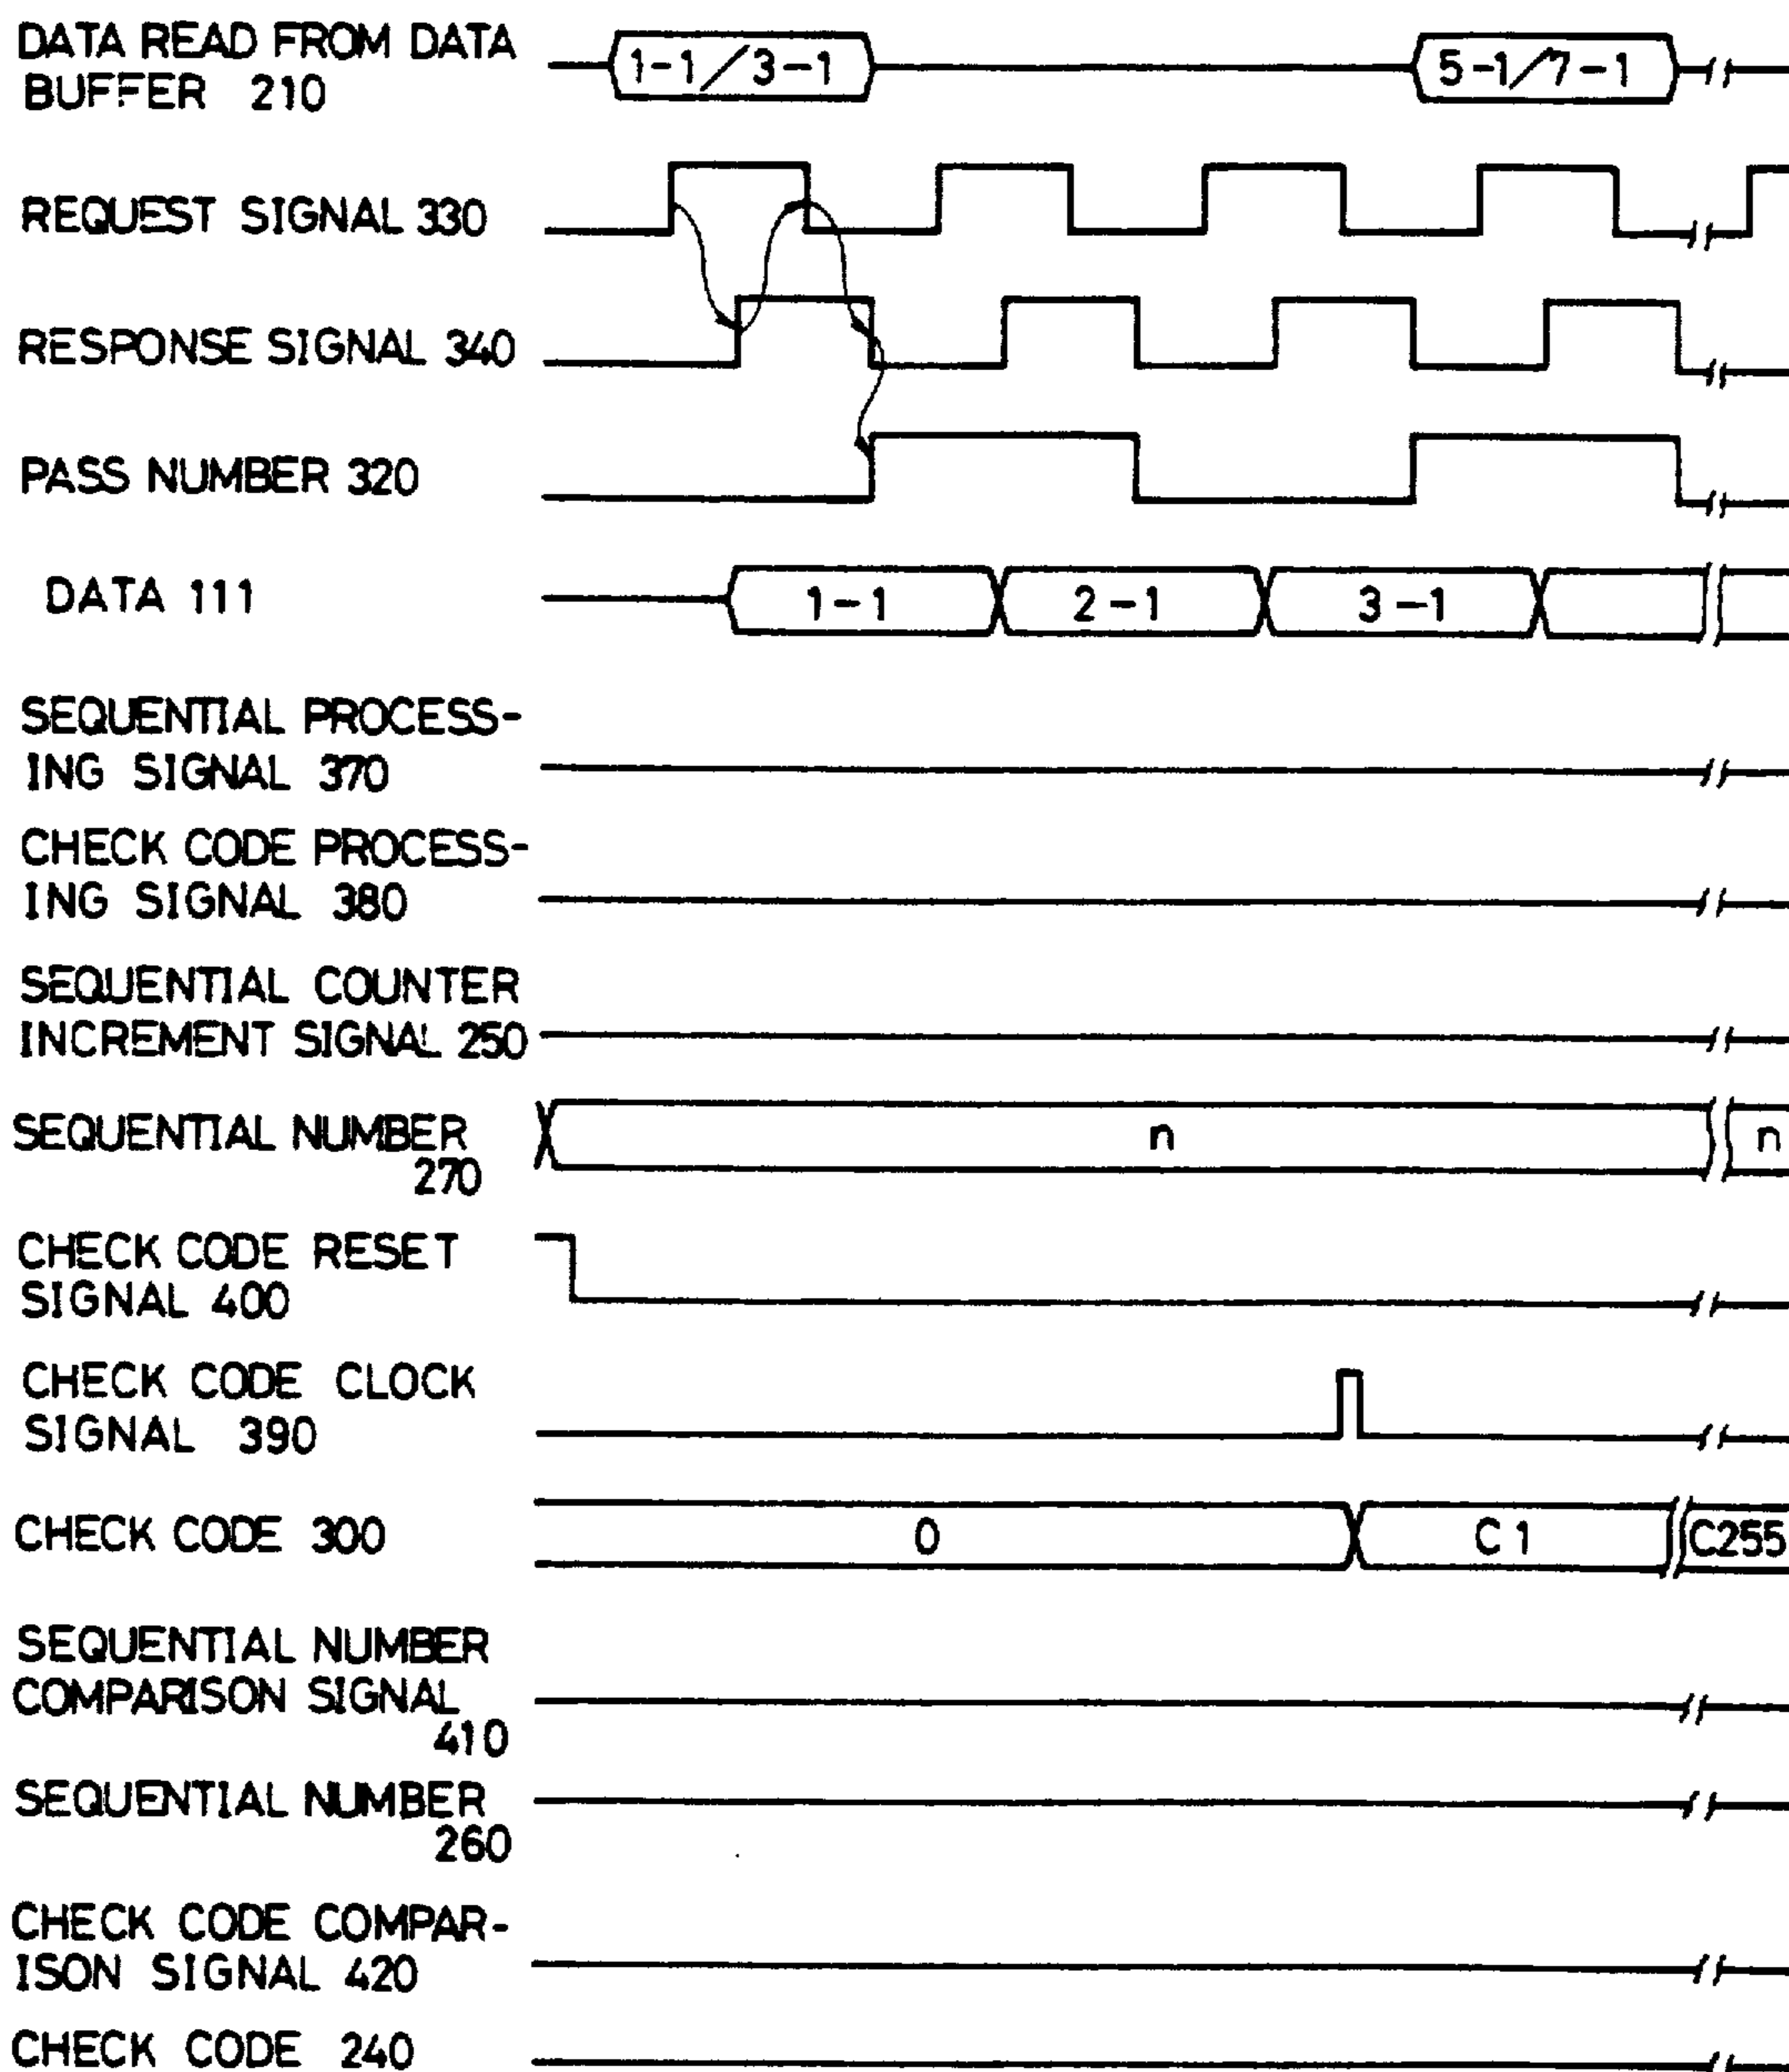 DATA READ FROM DATA
BUFFER 210
1-1/3-1
5-1/7-1
REQUEST SIGNAL 330
RESPONSE SIGNAL 340
PASS NUMBER 320
DATA 111
1-1
2-1
3-1
SEQUENTIAL PROCESS-
ING SIGNAL 370
CHECK CODE PROCESS-
ING SIGNAL 380
SEQUENTIAL COUNTER
INCREMENT SIGNAL 250
SEQUENTIAL NUMBER
270
n
n
CHECK CODE RESET
SIGNAL 400
CHECK CODE CLOCK
SIGNAL 390
CHECK CODE 300
0
C1
C255
SEQUENTIAL NUMBER
COMPARISON SIGNAL
410
SEQUENTIAL NUMBER
260
CHECK CODE COMPAR-
ISON SIGNAL 420
CHECK CODE 240